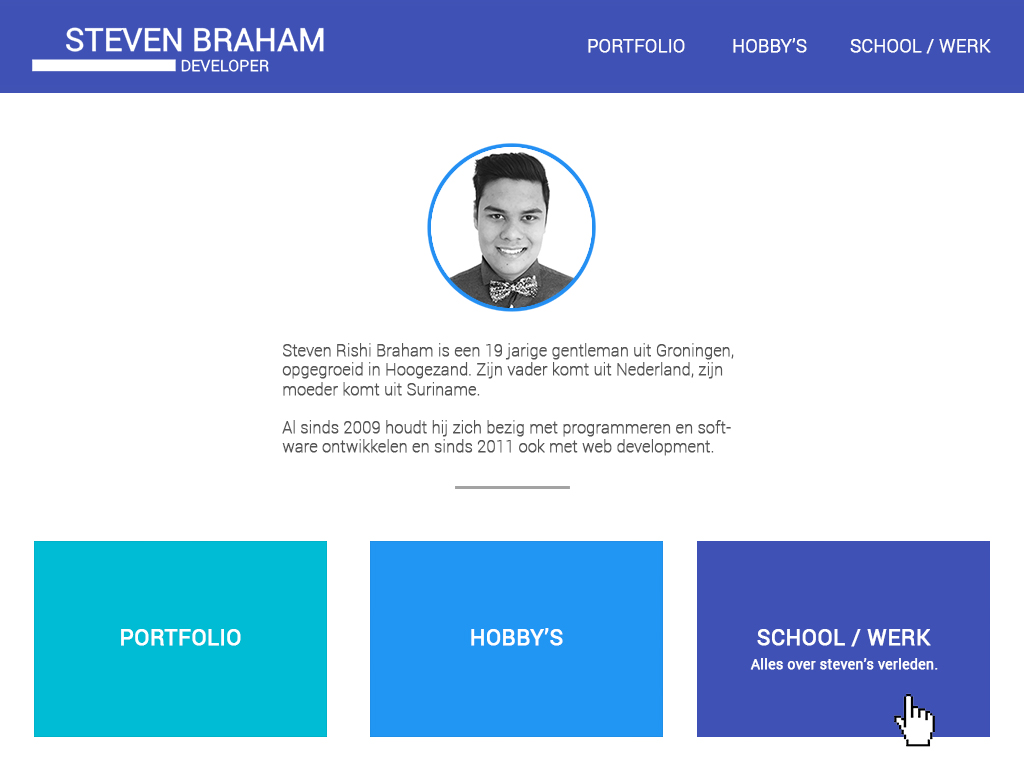 STEVEN BRAHAM
DEVELOPER
PORTFOLIO
HOBBY'S
SCHOOL / WERK
Steven Rishi Braham is een 19 jarige gentleman uit Groningen,
opgegroeid in Hoogezand. Zijn vader komt uit Nederland, zijn
moeder komt uit Suriname.
Al sinds 2009 houdt hij zich bezig met programmeren en soft-
ware ontwikkelen en sinds 2011 ook met web development.
PORTFOLIO
HOBBY'S
SCHOOL / WERK
Alles over steven's verleden.